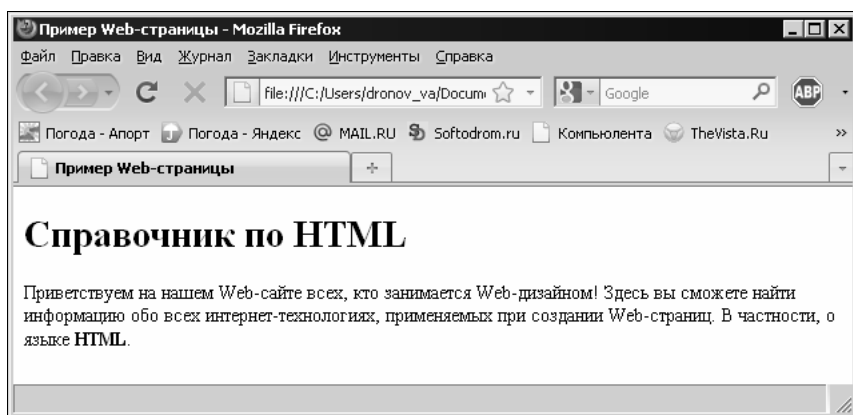 Пример Web-страницы - Mozilla Firefox
Файл Правка Вид Журнал Закладки Инструменты Справка
file:///C:/Users/dronov_va/Docum Google ABP
Погода - Апорт Погода - Яндекс MAIL.RU Softodrom.ru Компьюлента TheVista.Ru »
Пример Web-страницы
Справочник по HTML
Приветствуем на нашем Web-сайте всех, кто занимается Web-дизайном! Здесь вы сможете найти
информацию обо всех интернет-технологиях, применяемых при создании Web-страниц. В частности, о
языке HTML.